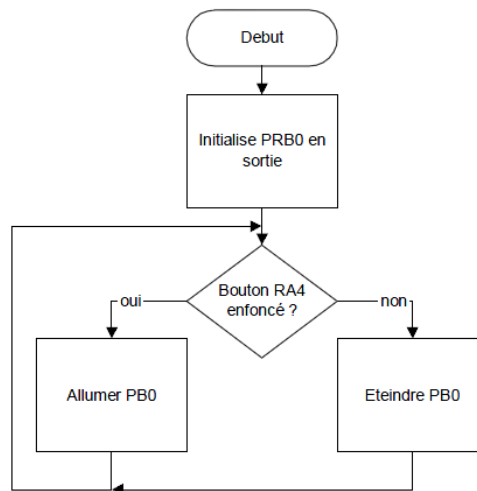 Debut
Initialise PRB0 en
sortie
Bouton RA4
enfoncé ?
oui
non
Allumer PB0
Eteindre PB0